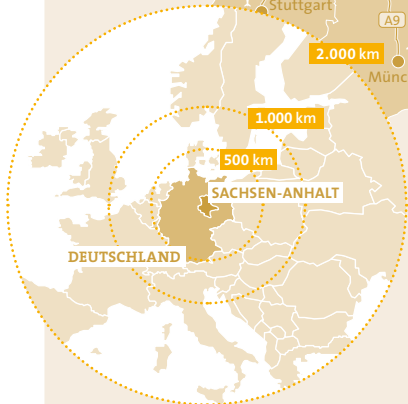 Stuttgart
A9
2.000 km
1.000 km
500 km
SACHSEN-ANHALT
DEUTSCHLAND